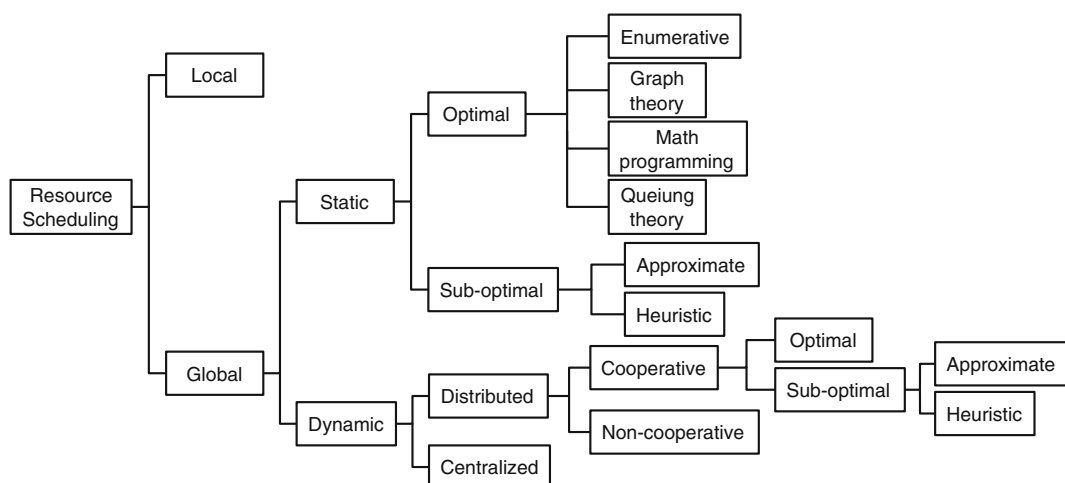 Resource
Scheduling
Local
Global
Static
Dynamic
Optimal
Sub-optimal
Distributed
Centralized
Enumerative
Graph
theory
Math
programming
Queiung
theory
Approximate
Heuristic
Cooperative
Non-cooperative
Optimal
Sub-optimal
Approximate
Heuristic